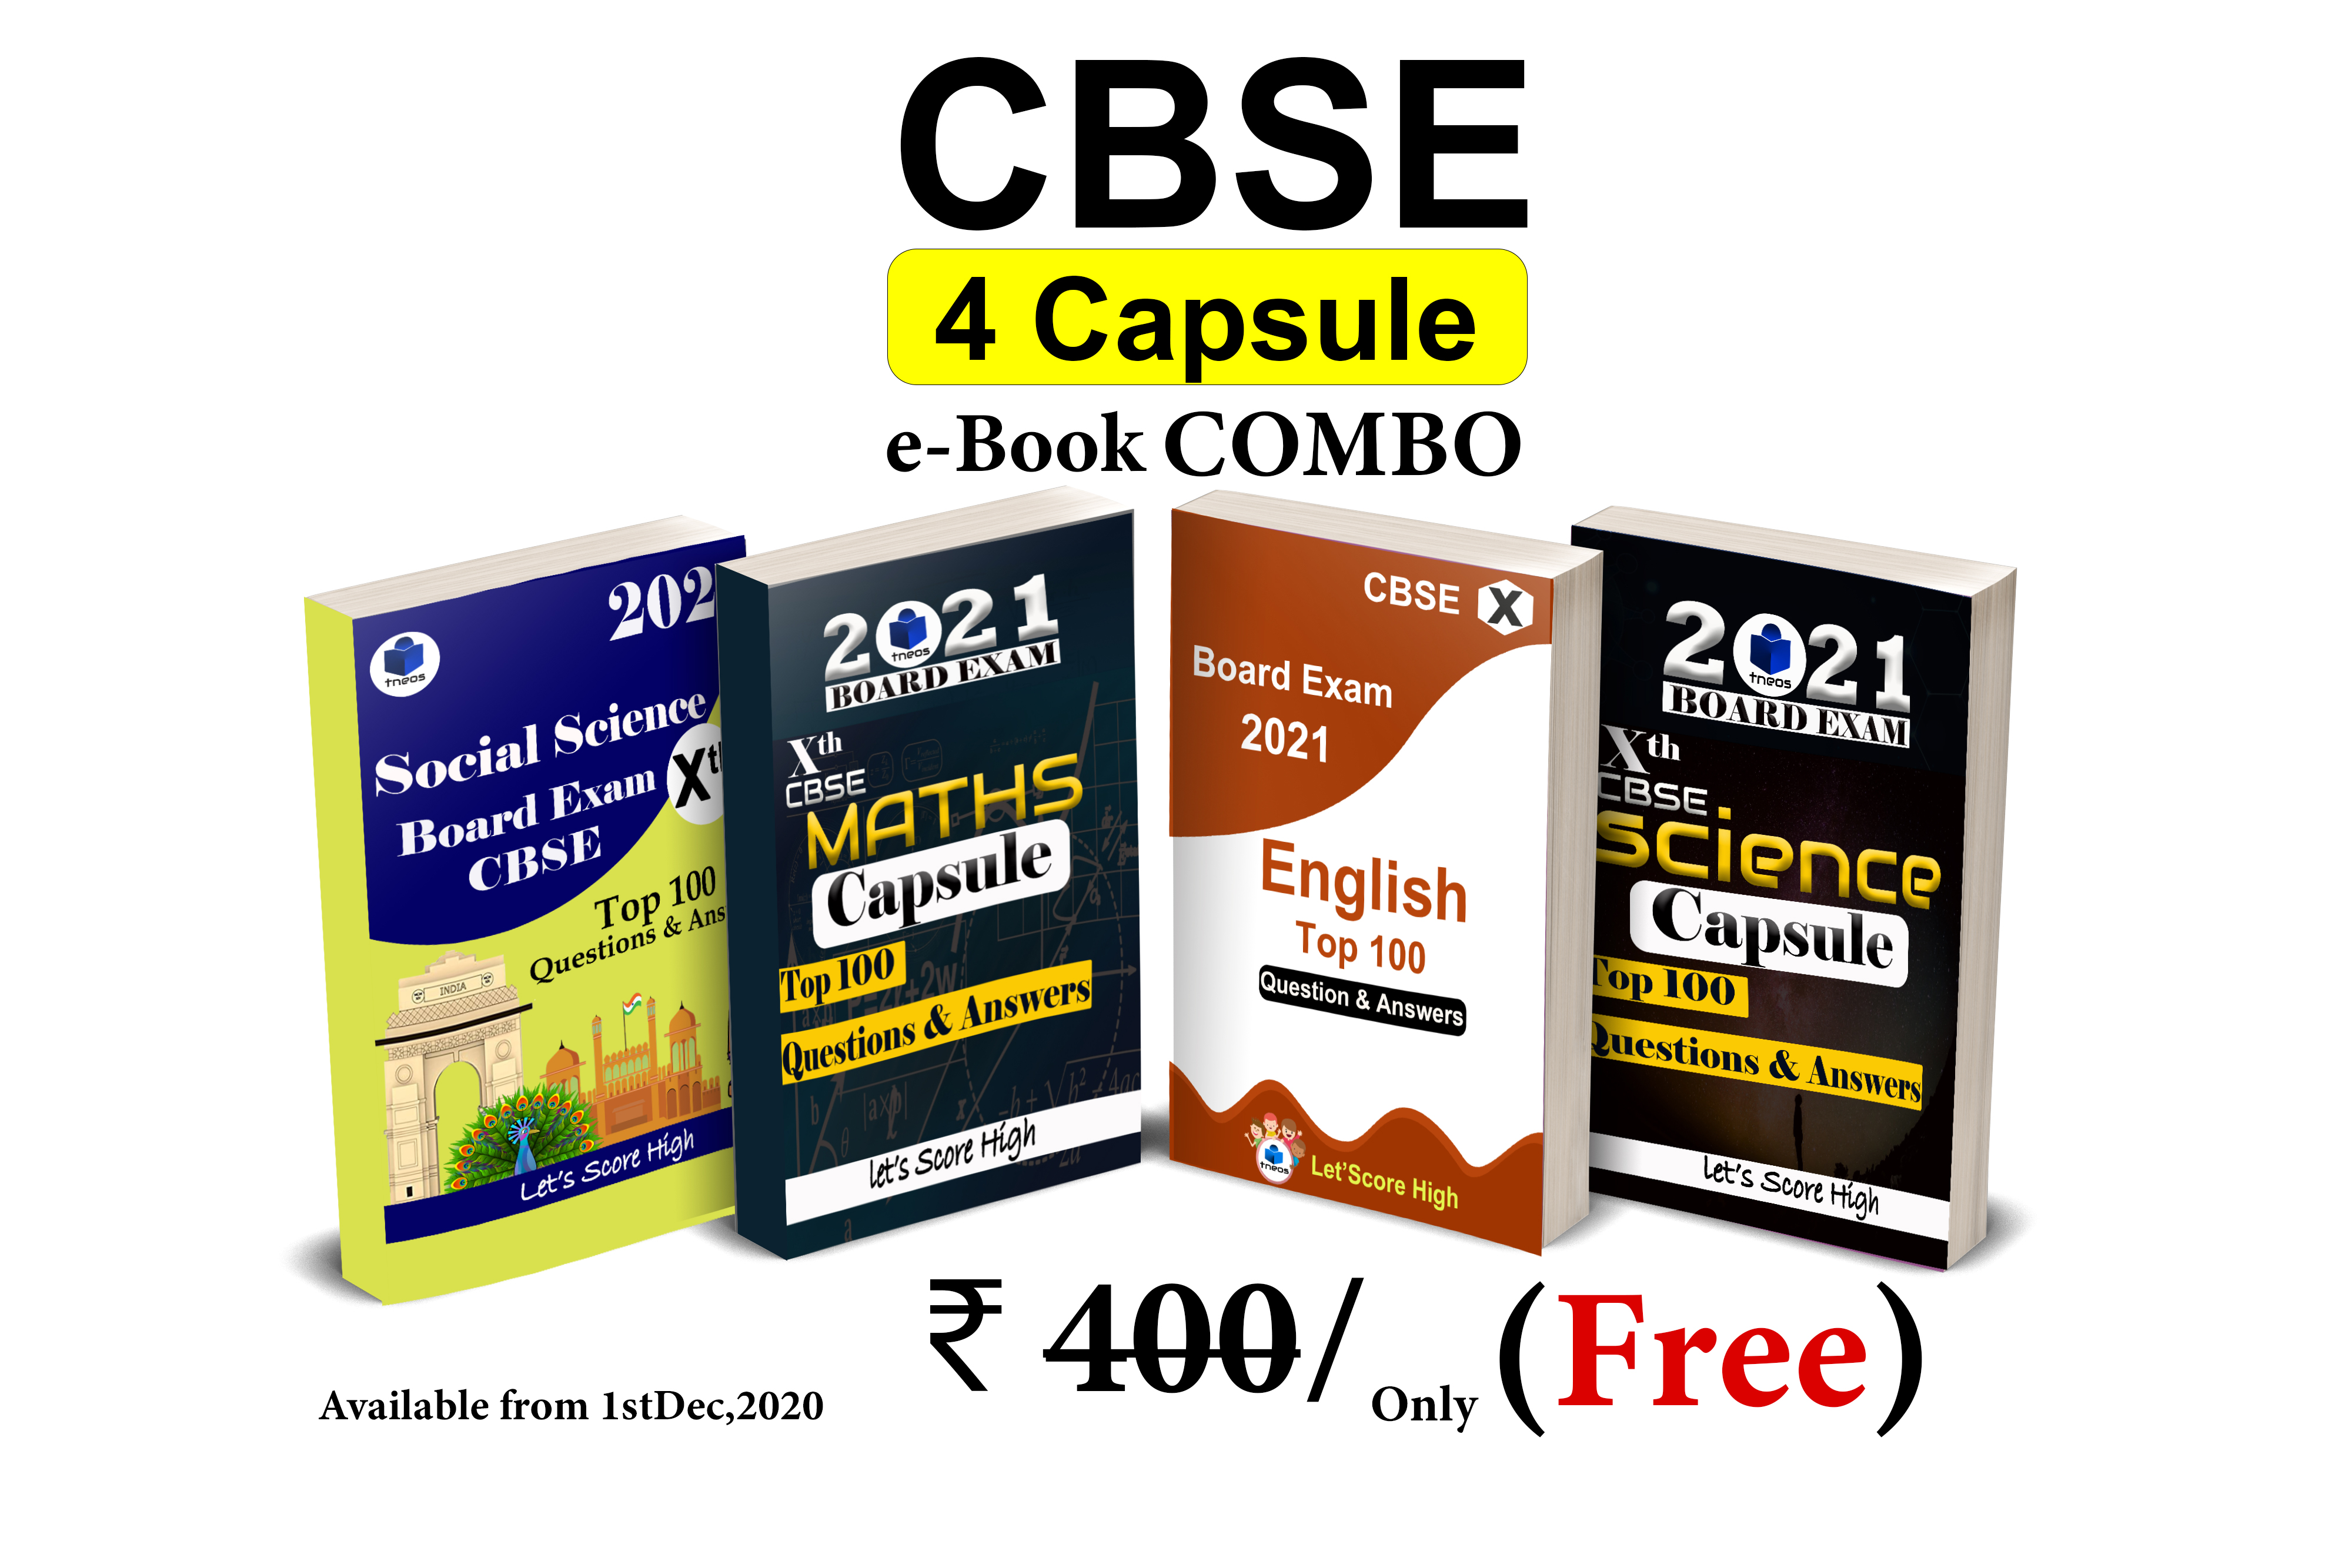 CBSE
4 Capsule
e-Book COMBO
202
tneos
Social Science
Board Exam Xth
CBSE
Top 100
Questions & Ans
INDIA
Let's Score High
2021
tneos
BOARD EXAM
Xth
CBSE
MATHS
Capsule
Top 100
Questions & Answers
Let's Score High
CBSE X
Board Exam
2021
English
Top 100
Question & Answers
tneos
Let'Score High
2021
tneos
BOARD EXAM
Xth
CBSE
Science
Capsule
Top 100
Questions & Answers
Let's Score High
₹ 400/ Only (Free)
Available from 1stDec,2020